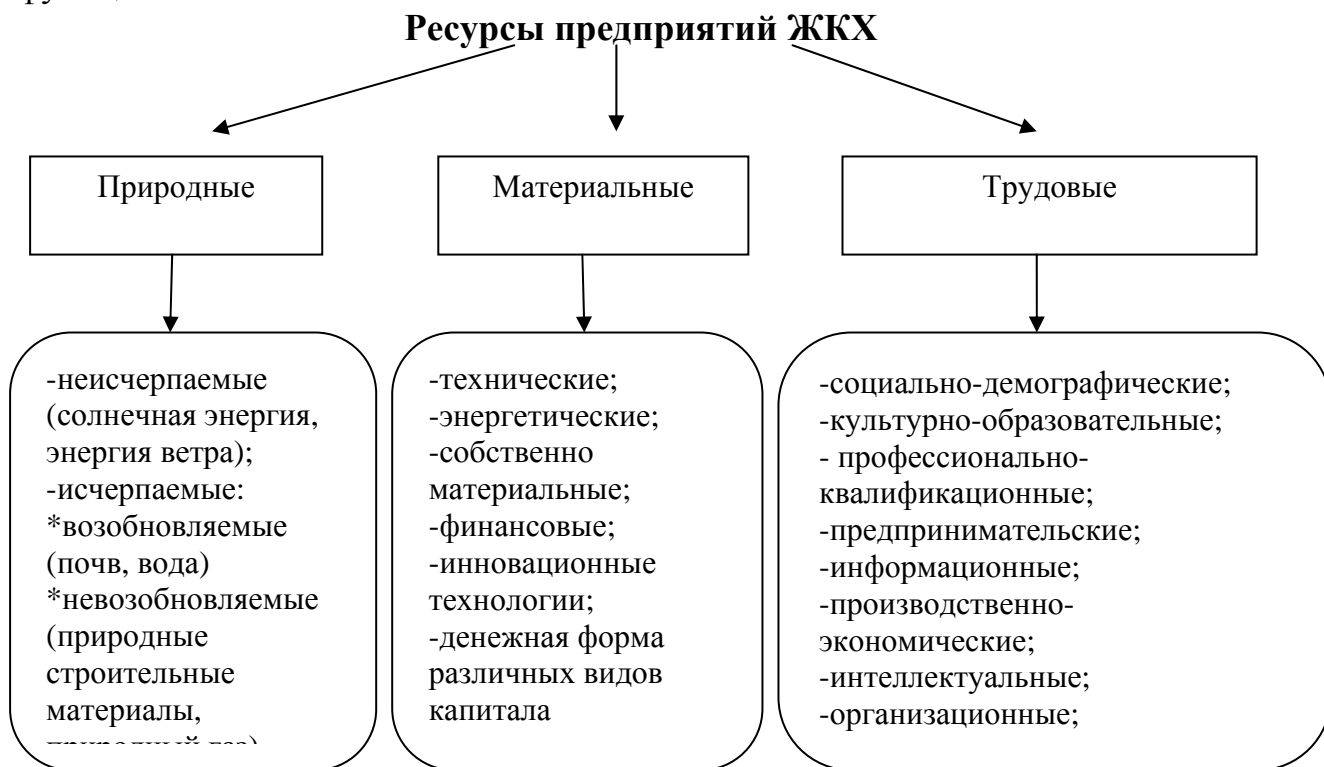 Ресурсы предприятий ЖКХ
Природные
Материальные
Трудовые
-неисчерпаемые
(солнечная энергия,
энергия ветра);
-исчерпаемые:
*возобновляемые
(почв, вода)
*невозобновляемые
(природные
строительные
материалы,
-технические;
-энергетические;
-собственно
материальные;
-финансовые;
-инновационные
технологии;
-денежная форма
различных видов
капитала
-социально-демографические;
-культурно-образовательные;
- профессионально-
квалификационные;
-предпринимательские;
-информационные;
-производственно-
экономические;
-интеллектуальные;
-организационные;